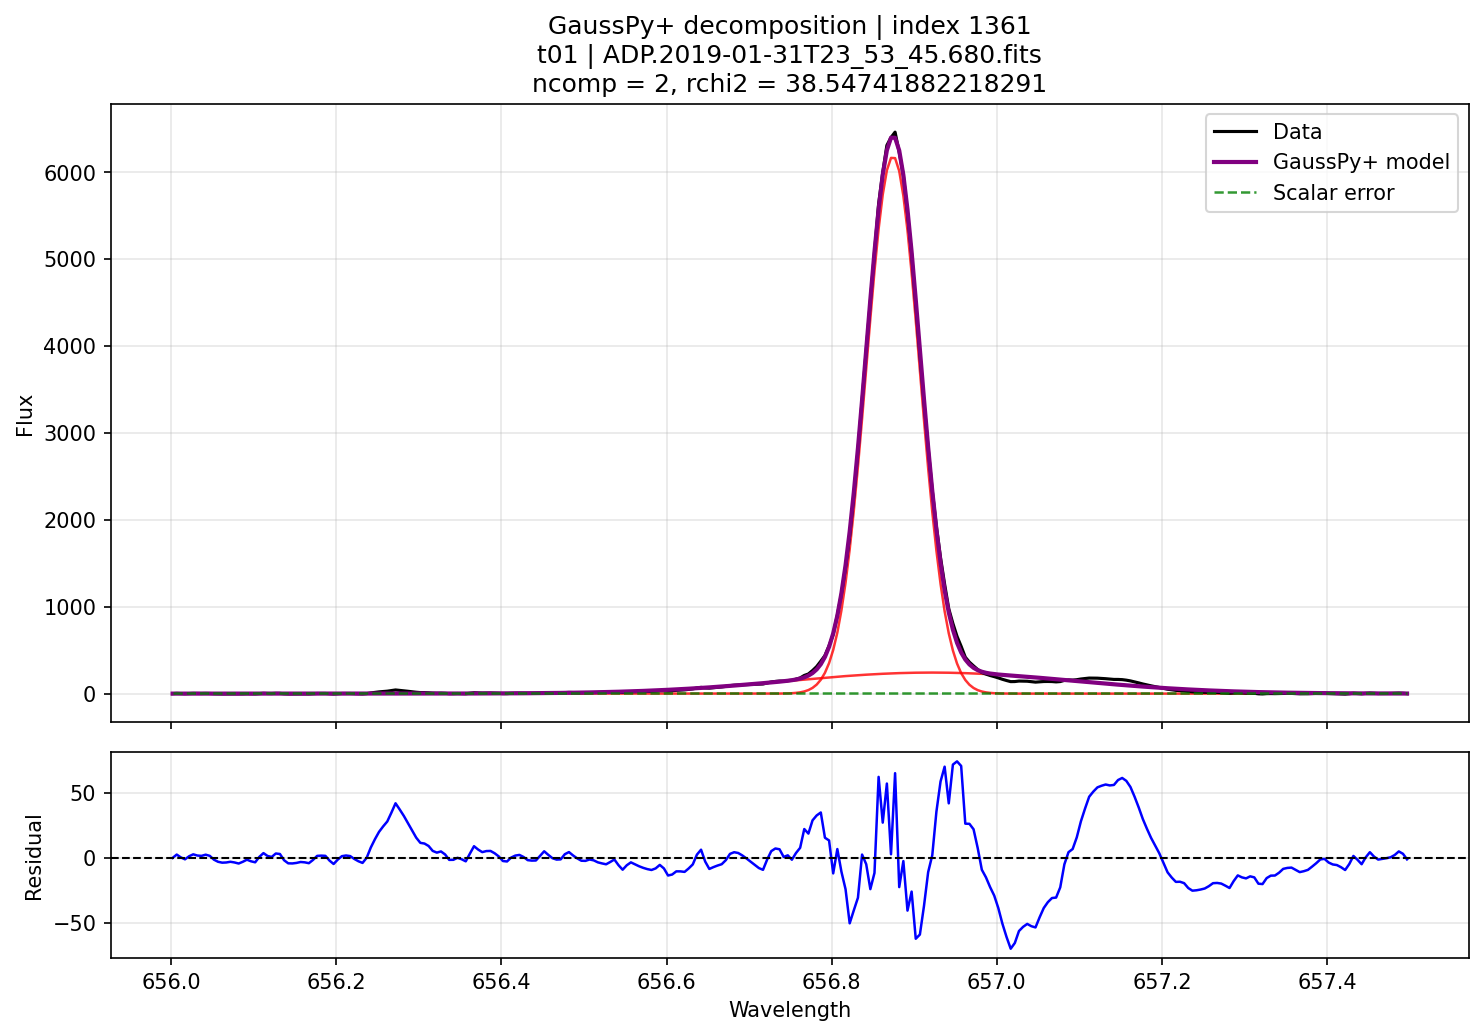 GaussPy+ decomposition | index 1361
t01 | ADP.2019-01-31T23_53_45.680.fits
ncomp = 2, rchi2 = 38.54741882218291
Data
GaussPy+ model
Scalar error
6000
5000
4000
3000
2000
1000
0
Flux
50
0
−50
Residual
656.0
656.2
656.4
656.6
656.8
657.0
657.2
657.4
Wavelength